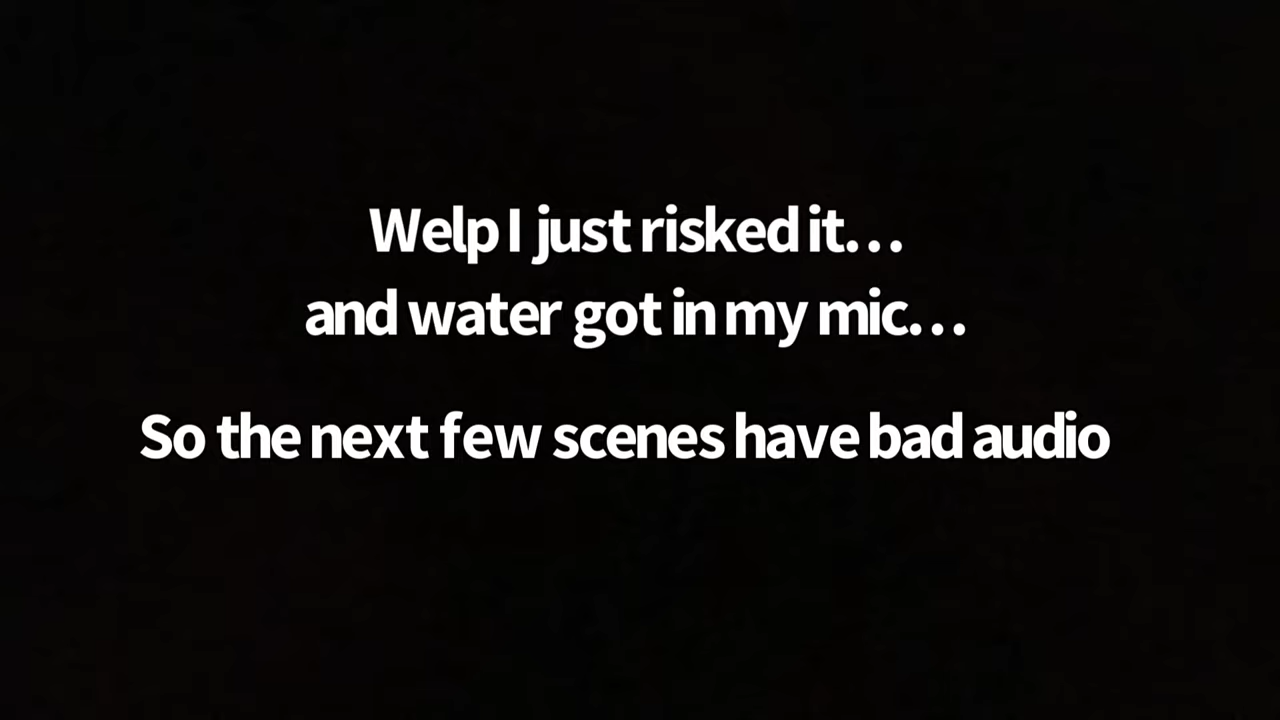 Welp I just risked it...
and water got in my mic...
So the next few scenes have bad audio